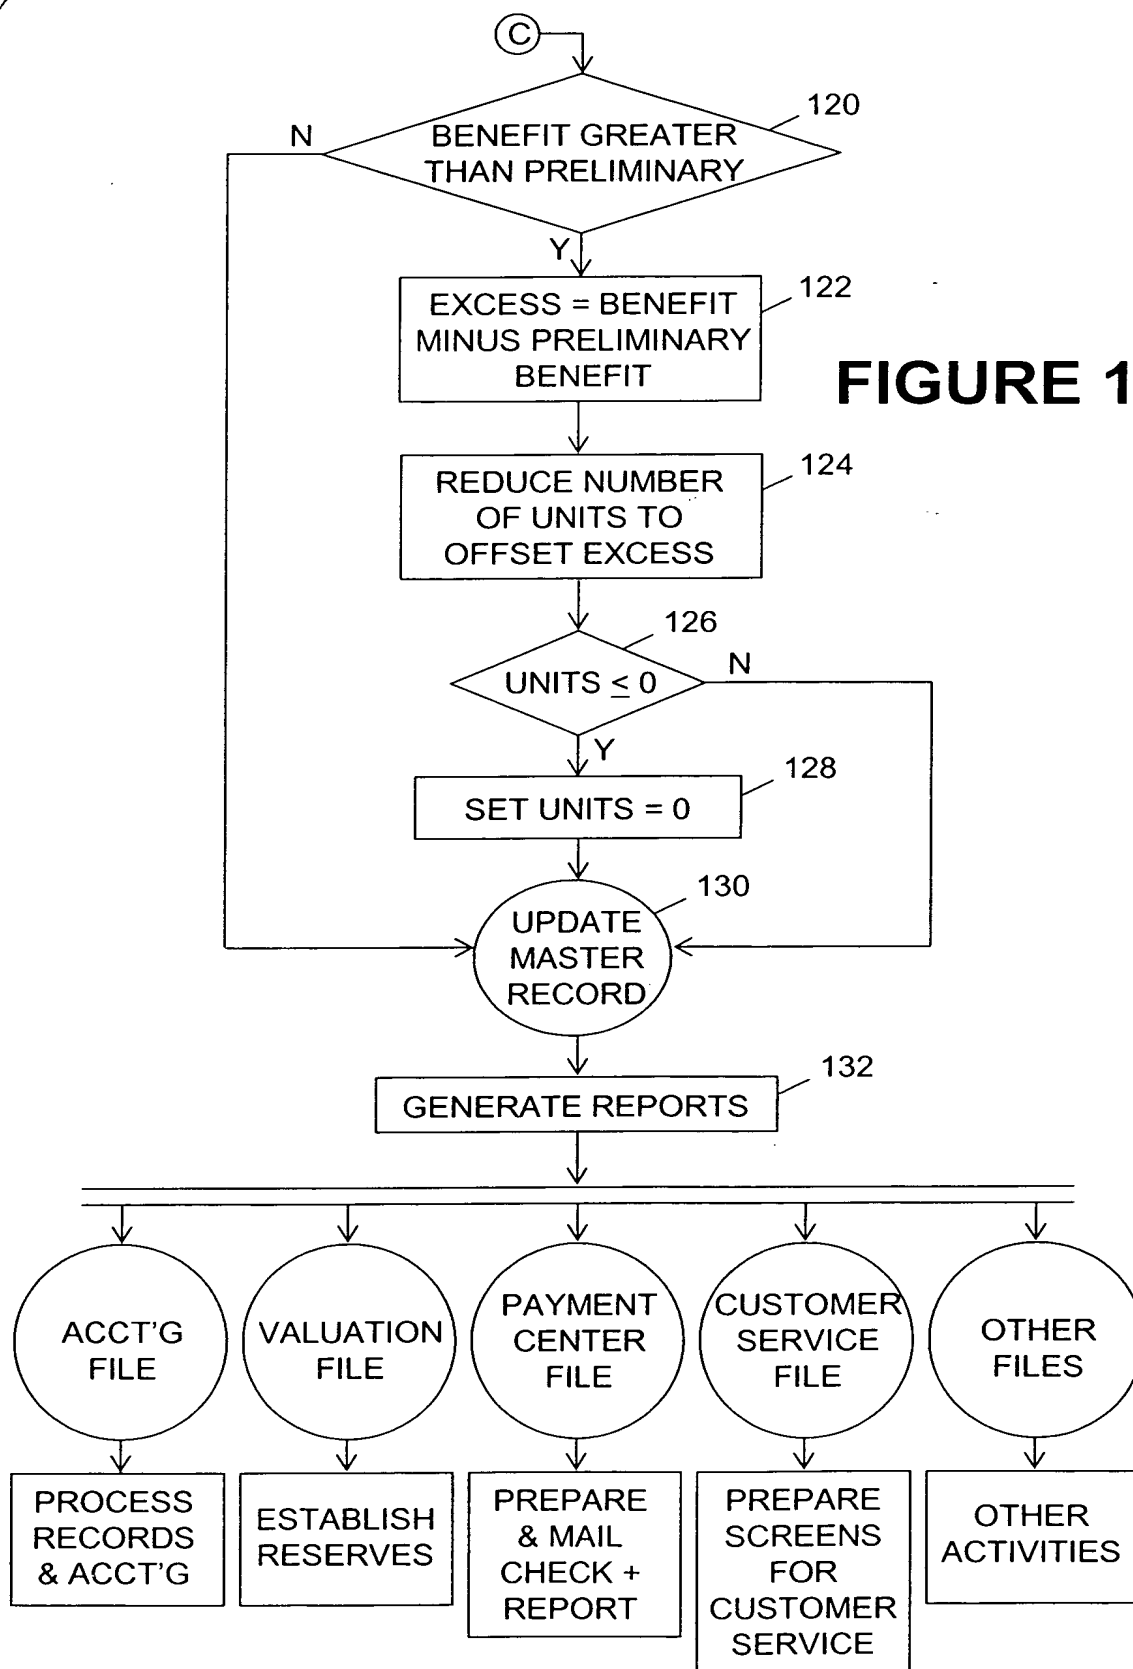 C
120
N
BENEFIT GREATER
THAN PRELIMINARY
Y
122
EXCESS = BENEFIT
MINUS PRELIMINARY
BENEFIT
FIGURE 1
124
REDUCE NUMBER
OF UNITS TO
OFFSET EXCESS
126
UNITS ≤ 0
N
Y
128
SET UNITS = 0
130
UPDATE
MASTER
RECORD
132
GENERATE REPORTS
ACCT'G
FILE
VALUATION
FILE
PAYMENT
CENTER
FILE
CUSTOMER
SERVICE
FILE
OTHER
FILES
PROCESS
RECORDS
& ACCT'G
ESTABLISH
RESERVES
PREPARE
& MAIL
CHECK +
REPORT
PREPARE
SCREENS
FOR
CUSTOMER
SERVICE
OTHER
ACTIVITIES